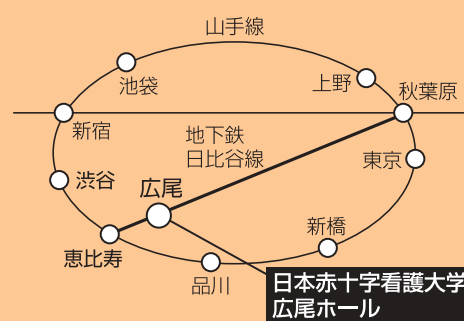 山手線
池袋
上野
秋葉原
新宿
地下鉄
日比谷線
東京
渋谷
広尾
新橋
恵比寿
品川
日本赤十字看護大学
広尾ホール